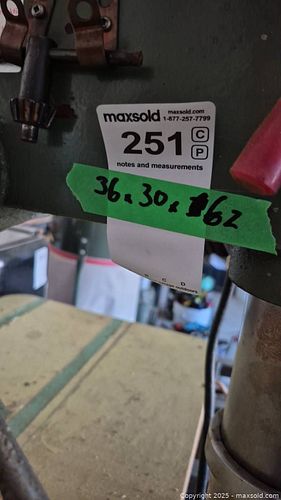 maxsold maxsold.com
1-877-257-7799
251 C
P
notes and measurements
36 x 30 x 62
Copyright 2025 - maxsold.com